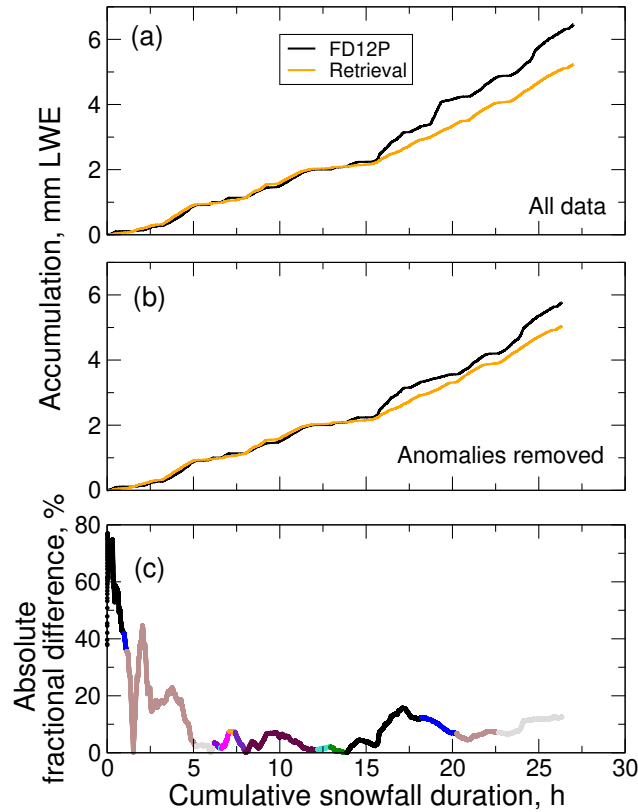 (a)
FD12P
Retrieval
All data
6
4
2
0
Accumulation, mm LWE
(b)
Anomalies removed
6
4
2
0
(c)
80
60
40
20
0
Absolute
fractional difference, %
0 5 10 15 20 25 30
Cumulative snowfall duration, h